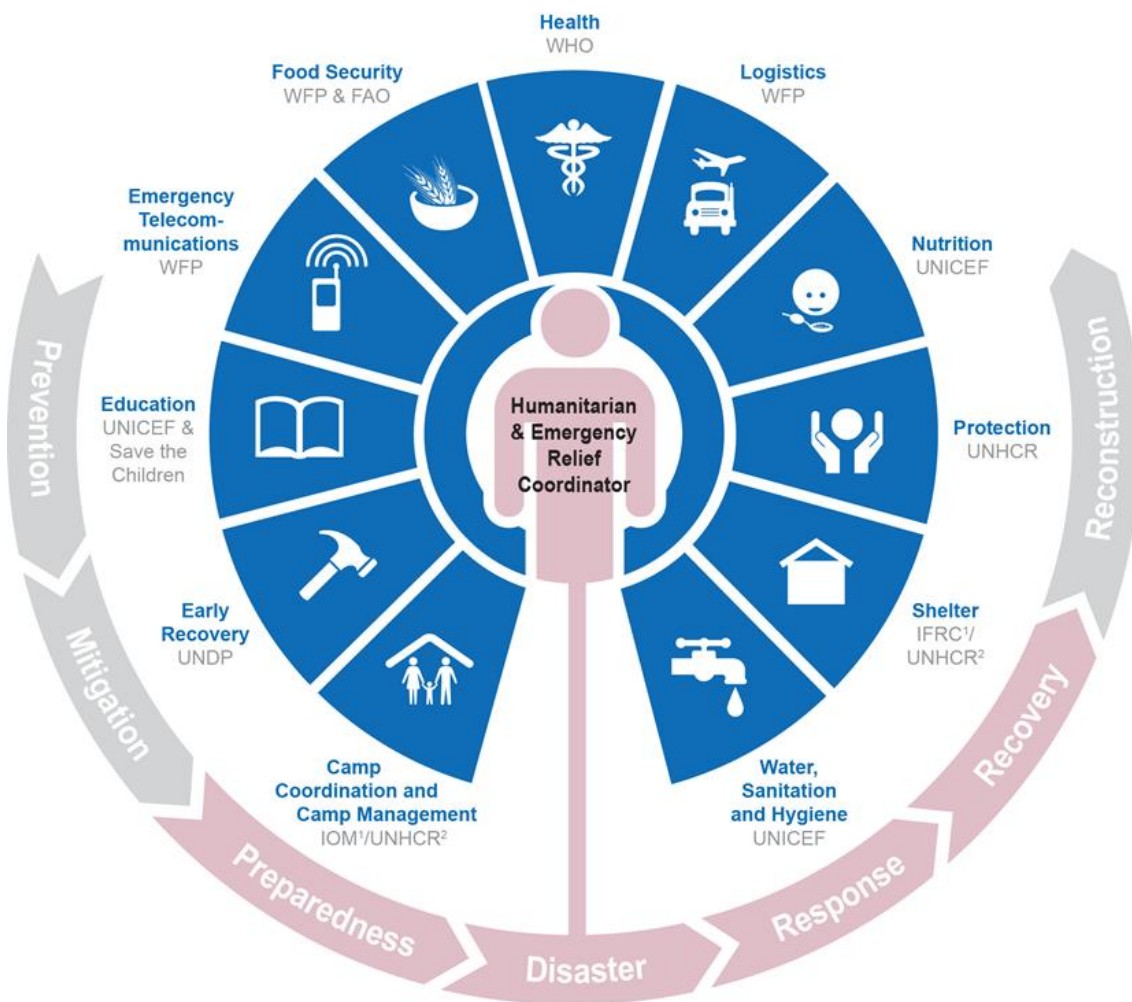 Health
WHO
Food Security
WFP & FAO
Logistics
WFP
Emergency
Telecom-
munications
WFP
Nutrition
UNICEF
Education
UNICEF &
Save the
Children
Humanitarian
& Emergency
Relief
Coordinator
Protection
UNHCR
Early
Recovery
UNDP
Shelter
IFRC¹/
UNHCR²
Camp
Coordination and
Camp Management
IOM¹/UNHCR²
Water,
Sanitation
and Hygiene
UNICEF
Prevention
Mitigation
Preparedness
Disaster
Response
Recovery
Reconstruction